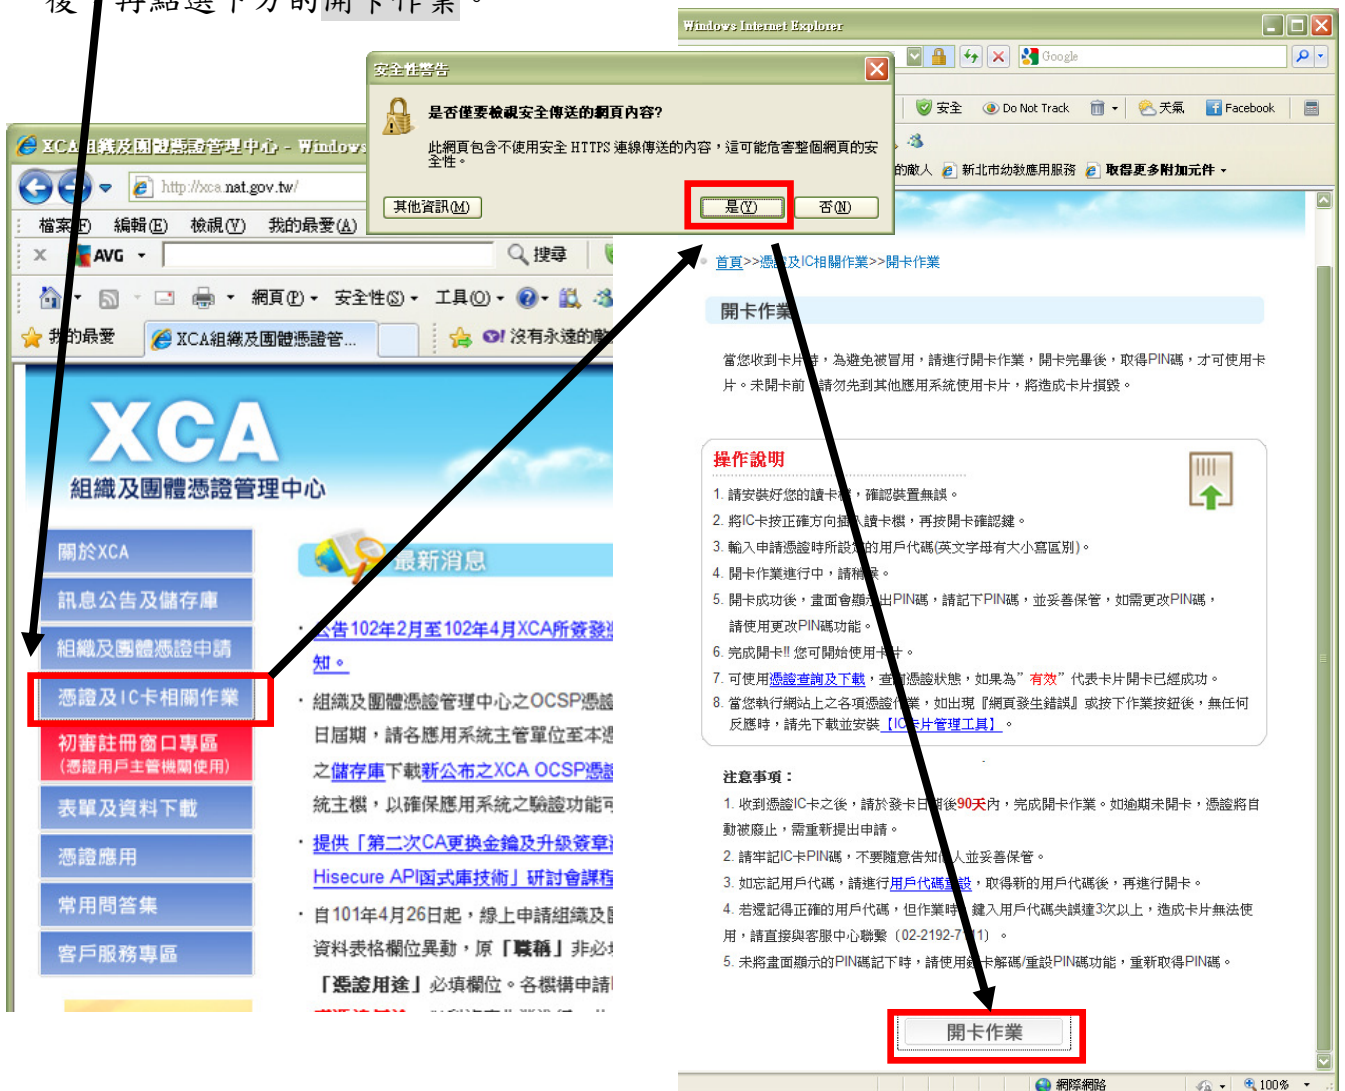 後，再點選下方的開卡作業。
Windows Internet Explorer
Google
安全 Do Not Track 天氣 Facebook
的敵人 新北市幼教應用服務 取得更多附加元件
安全性警告
是否僅要檢視安全傳送的網頁內容?
此網頁包含不使用安全 HTTPS 連線傳送的內容，這可能危害整個網頁的安
全性。
其他資訊(M) 是(Y) 否(N)
XCA組織及團體憑證管理中心 - Windows
http://xca.nat.gov.tw/
檔案(F) 編輯(E) 檢視(V) 我的最愛(A)
X AVG 搜尋
網頁(P) 安全性(S) 工具(O)
我的最愛 XCA組織及團體憑證管... 沒有永遠的敵
XCA
組織及團體憑證管理中心
關於XCA
訊息公告及儲存庫
組織及團體憑證申請
憑證及IC卡相關作業
初審註冊窗口專區
(憑證用戶主管機關使用)
表單及資料下載
憑證應用
常用問答集
客戶服務專區
最新消息
公告102年2月至102年4月XCA所簽發
知。
組織及團體憑證管理中心之OCSP憑證
日屆期，請各應用系統主管單位至本憑
之儲存庫下載新公布之XCA OCSP憑證
統主機，以確保應用系統之驗證功能可
提供「第二次CA更換金鑰及升級簽章
Hisecure API函式庫技術」研討會課程
自101年4月26日起，線上申請組織及團
資料表格欄位異動，原「職稱」非必
「憑證用途」必填欄位。各機構申請
首頁>>憑證及IC相關作業>>開卡作業
開卡作業
當您收到卡片時，為避免被冒用，請進行開卡作業，開卡完畢後，取得PIN碼，才可使用卡
片。未開卡前，請勿先到其他應用系統使用卡片，將造成卡片損毀。
操作說明
1. 請安裝好您的讀卡機，確認裝置無誤。
2. 將IC卡按正確方向插入讀卡機，再按開卡確認鍵。
3. 輸入申請憑證時所設定的用戶代碼(英文字母有大小寫區別)。
4. 開卡作業進行中，請稍候。
5. 開卡成功後，畫面會顯示出PIN碼，請記下PIN碼，並妥善保管，如需更改PIN碼，
請使用更改PIN碼功能。
6. 完成開卡!! 您可開始使用卡片。
7. 可使用憑證查詢及下載，查詢憑證狀態，如果為”有效”代表卡片開卡已經成功。
8. 當您執行網站上之各項憑證作業，如出現『網頁發生錯誤』或按下作業按鈕後，無任何
反應時，請先下載並安裝【IC卡片管理工具】。
注意事項：
1. 收到憑證IC卡之後，請於發卡日期後90天內，完成開卡作業。如逾期未開卡，憑證將自
動被廢止，需重新提出申請。
2. 請牢記IC卡PIN碼，不要隨意告知他人並妥善保管。
3. 如忘記用戶代碼，請進行用戶代碼重設，取得新的用戶代碼後，再進行開卡。
4. 若還記得正確的用戶代碼，但作業時，鍵入用戶代碼失誤達3次以上，造成卡片無法使
用，請直接與客服中心聯繫（02-2192-7111）。
5. 未將畫面顯示的PIN碼記下時，請使用鎖卡解碼/重設PIN碼功能，重新取得PIN碼。
開卡作業
網際網路 100%